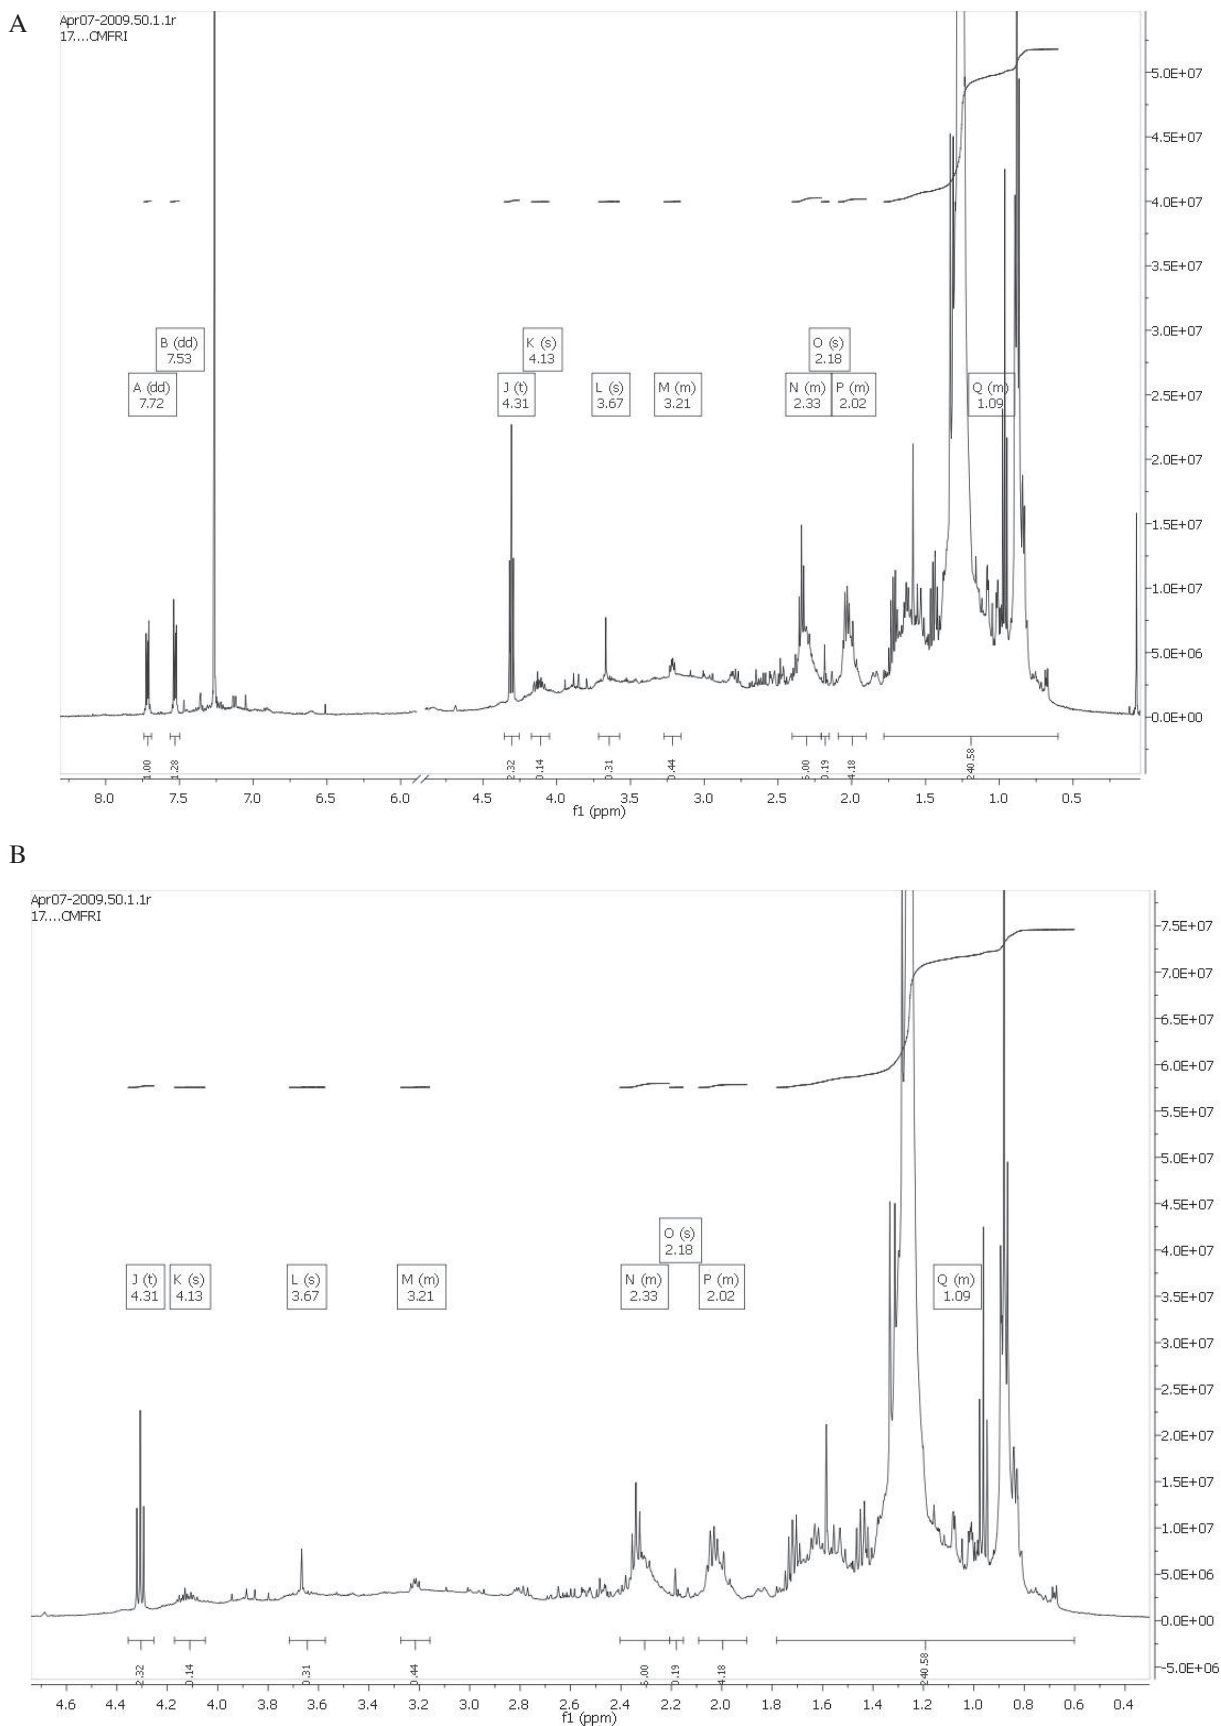 A
Apr07-2009.50.1.1r
17....CMFRI
5.0E+07
4.5E+07
4.0E+07
3.5E+07
3.0E+07
2.5E+07
2.0E+07
1.5E+07
1.0E+07
5.0E+06
0.0E+00
B (dd)
7.53
K (s)
4.13
O (s)
2.18
A (dd)
7.72
J (t)
4.31
L (s)
3.67
M (m)
3.21
N (m)
2.33
P (m)
2.02
Q (m)
1.09
1.00 1.28 2.32 0.14 0.31 0.44 5.00 0.19 4.18 240.58
8.0 7.5 7.0 6.5 6.0 4.5 4.0 3.5 3.0 2.5 2.0 1.5 1.0 0.5
f1 (ppm)
B
Apr07-2009.50.1.1r
17....CMFRI
7.5E+07
7.0E+07
6.5E+07
6.0E+07
5.5E+07
5.0E+07
4.5E+07
4.0E+07
3.5E+07
3.0E+07
2.5E+07
2.0E+07
1.5E+07
1.0E+07
5.0E+06
0.0E+00
-5.0E+06
O (s)
2.18
J (t)
4.31
K (s)
4.13
L (s)
3.67
M (m)
3.21
N (m)
2.33
P (m)
2.02
Q (m)
1.09
2.32 0.14 0.31 0.44 5.00 0.19 4.18 240.58
4.6 4.4 4.2 4.0 3.8 3.6 3.4 3.2 3.0 2.8 2.6 2.4 2.2 2.0 1.8 1.6 1.4 1.2 1.0 0.8 0.6 0.4
f1 (ppm)